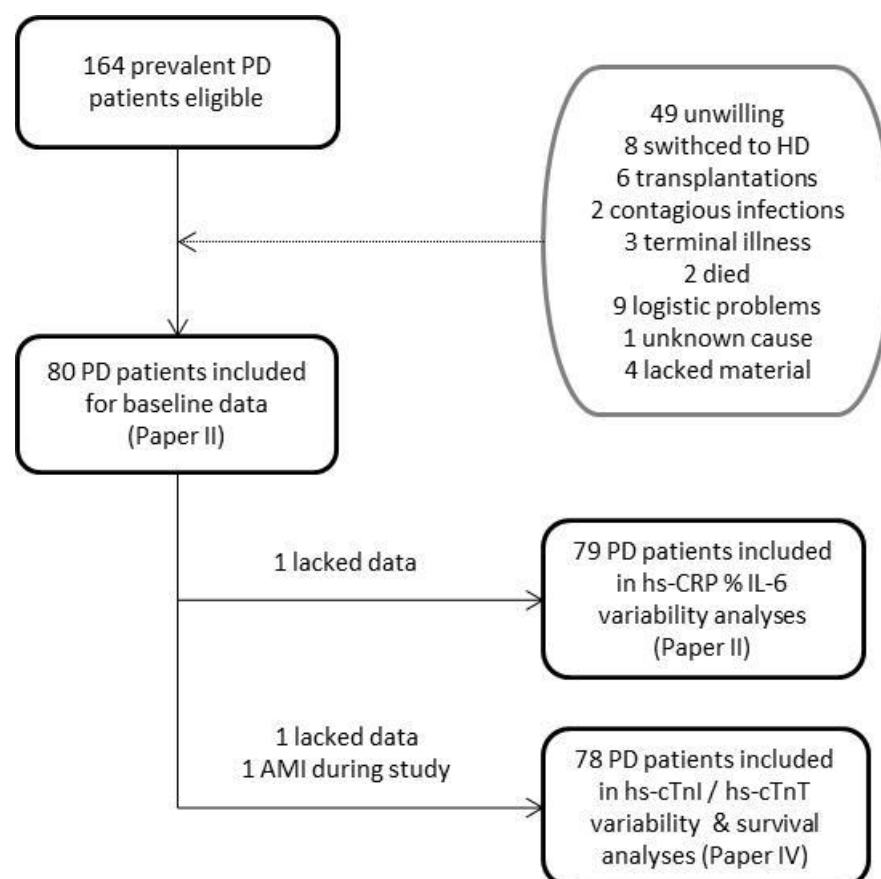 164 prevalent PD
patients eligible
49 unwilling
8 swithced to HD
6 transplantations
2 contagious infections
3 terminal illness
2 died
9 logistic problems
1 unknown cause
4 lacked material
80 PD patients included
for baseline data
(Paper II)
1 lacked data
79 PD patients included
in hs-CRP % IL-6
variability analyses
(Paper II)
1 lacked data
1 AMI during study
78 PD patients included
in hs-cTnI / hs-cTnT
variability & survival
analyses (Paper IV)